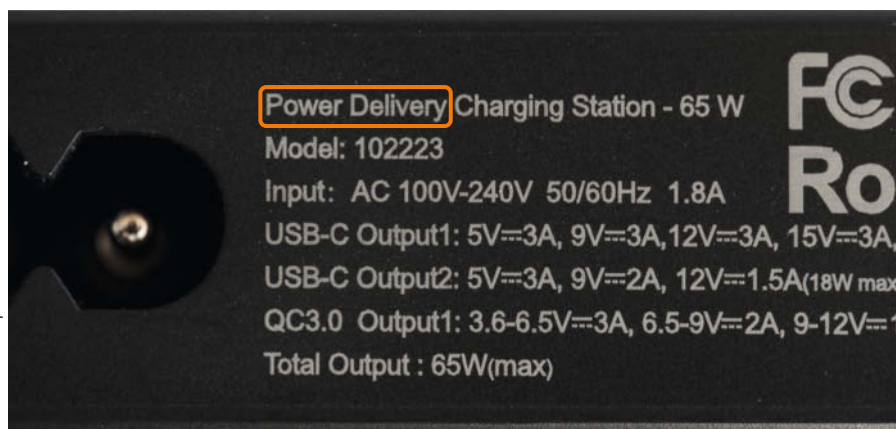 Power Delivery Charging Station - 65 W
Model: 102223
Input: AC 100V-240V 50/60Hz 1.8A
USB-C Output1: 5V⎓3A, 9V⎓3A,12V⎓3A, 15V⎓3A,
USB-C Output2: 5V⎓3A, 9V⎓2A, 12V⎓1.5A(18W max
QC3.0 Output1: 3.6-6.5V⎓3A, 6.5-9V⎓2A, 9-12V⎓
Total Output : 65W(max)
FC
Ro